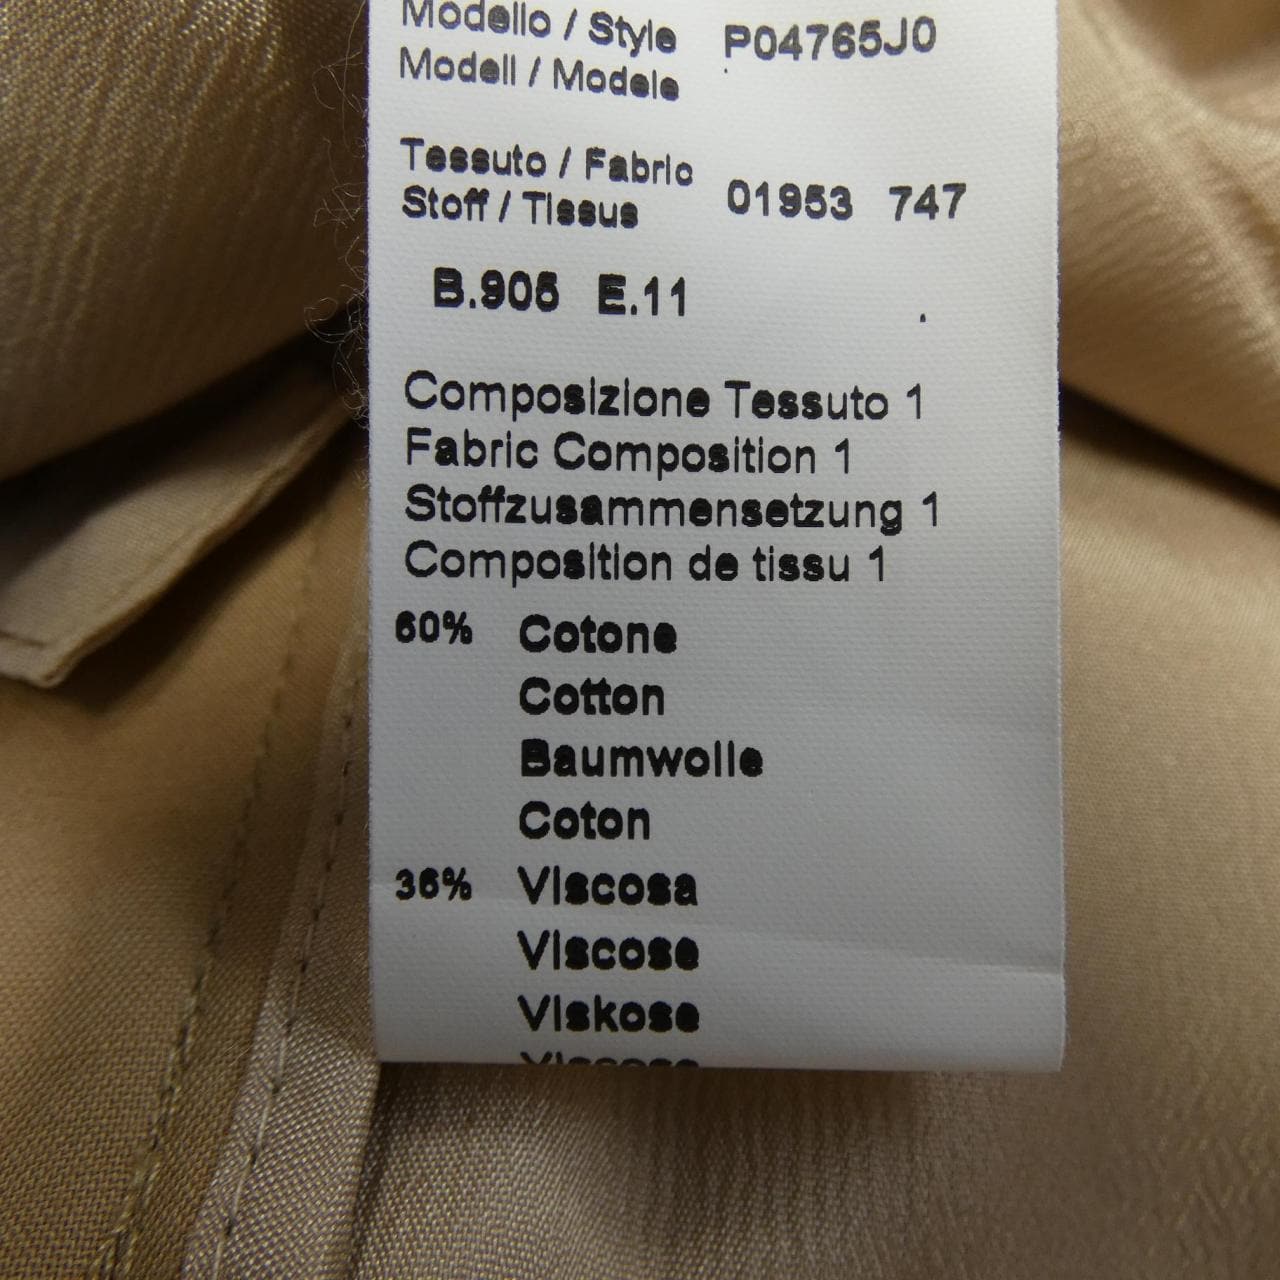 Modello / Style P04765J0
Modell / Modele
Tessuto / Fabric 01953 747
Stoff / Tissus
B.905 E.11
Composizione Tessuto 1
Fabric Composition 1
Stoffzusammensetzung 1
Composition de tissu 1
60% Cotone
Cotton
Baumwolle
Coton
36% Viscosa
Viscose
Viskose
Viscose